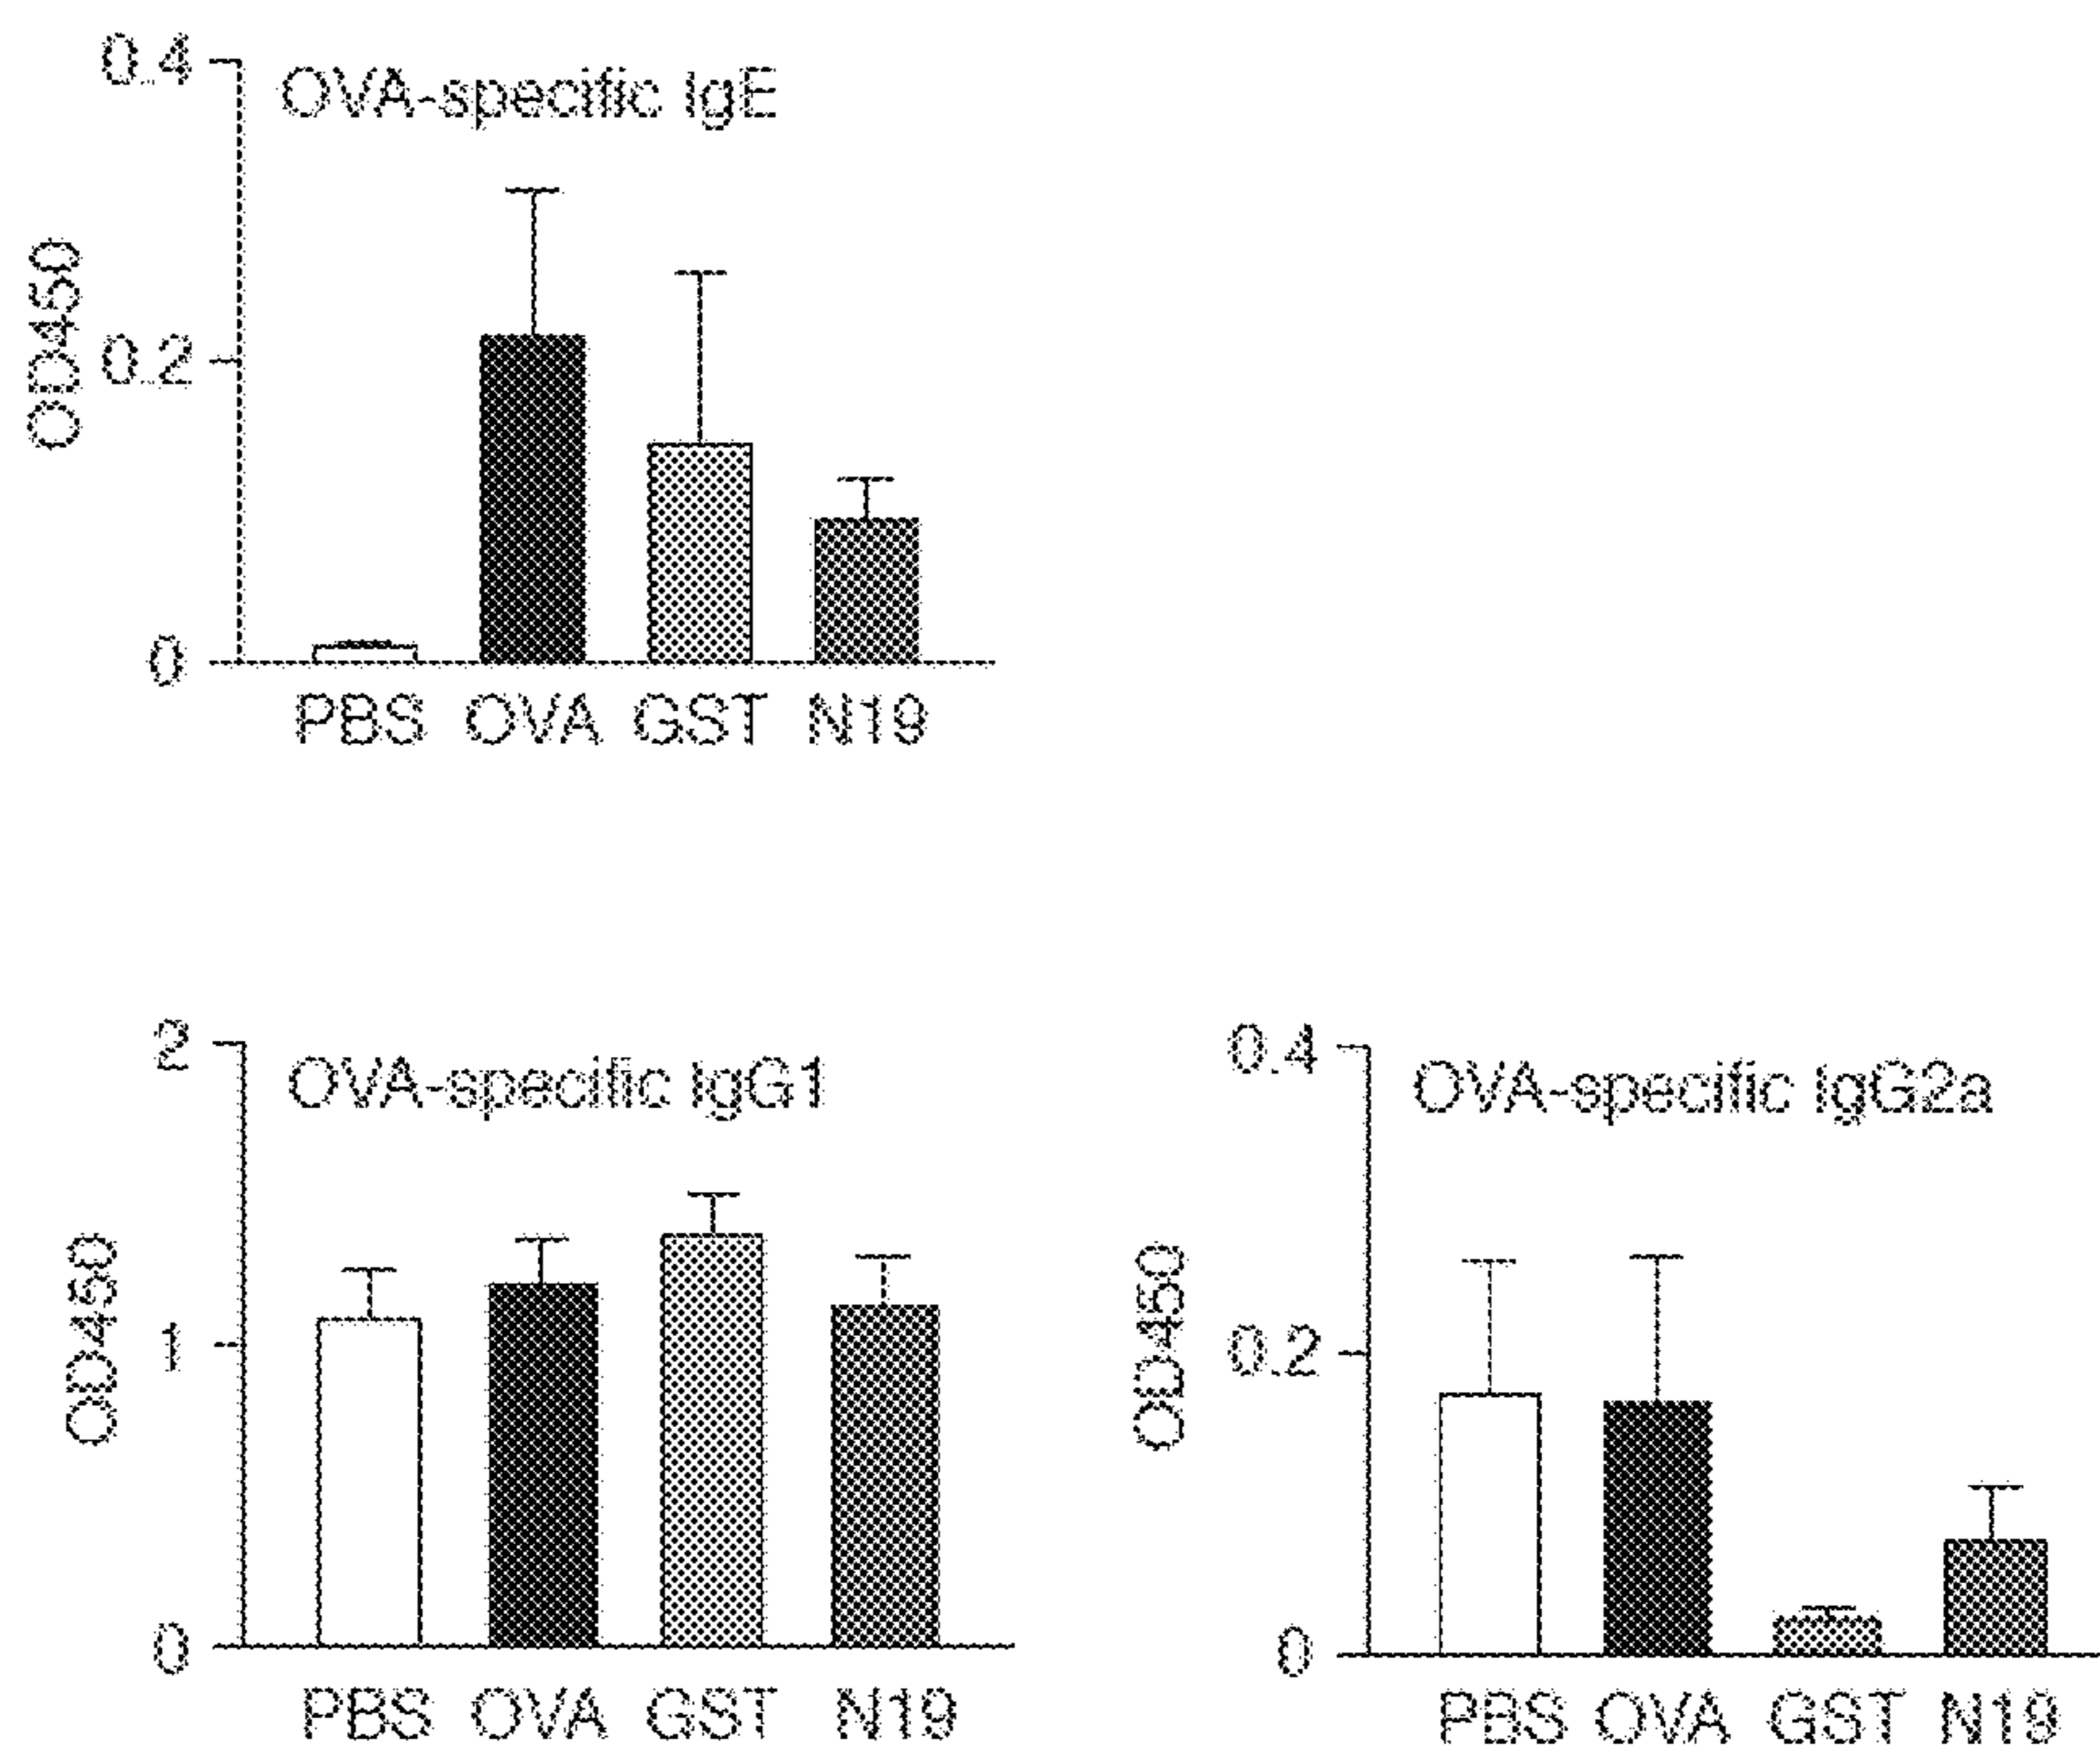 OVA-specific IgE
OD450
0.4
0.2
0
PBS OVA GST N19
OVA-specific IgG1
OD450
2
1
0
PBS OVA GST N19
OVA-specific IgG2a
OD450
0.4
0.2
0
PBS OVA GST N19